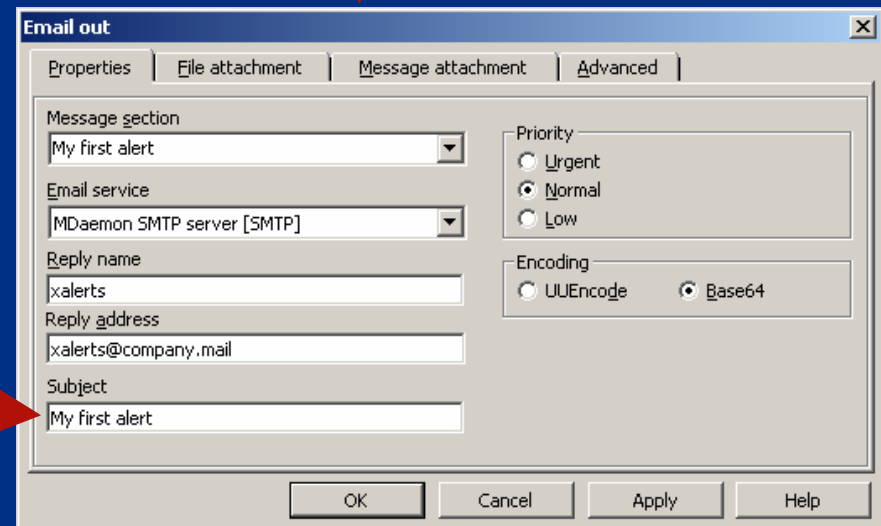 Email out
Properties File attachment Message attachment Advanced
Message section
My first alert
Email service
MDaemon SMTP server [SMTP]
Reply name
xalerts
Reply address
xalerts@company.mail
Subject
My first alert
Priority
Urgent
Normal
Low
Encoding
UUEncode Base64
OK Cancel Apply Help